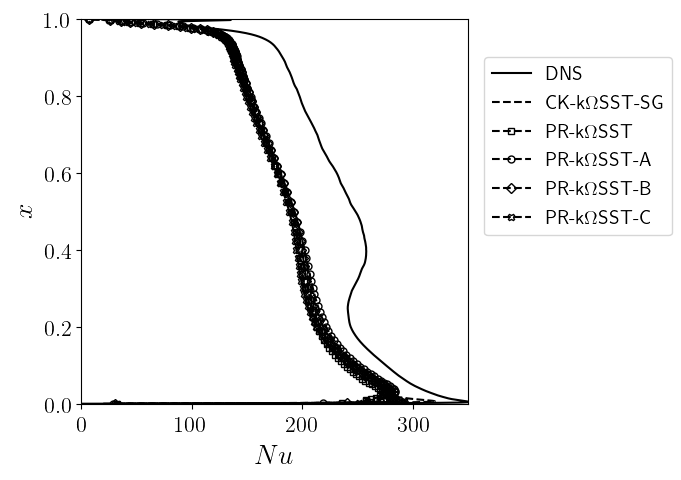 1.0
0.8
0.6
0.4
0.2
0.0
x
0 100 200 300
Nu
DNS
CK-kΩSST-SG
PR-kΩSST
PR-kΩSST-A
PR-kΩSST-B
PR-kΩSST-C